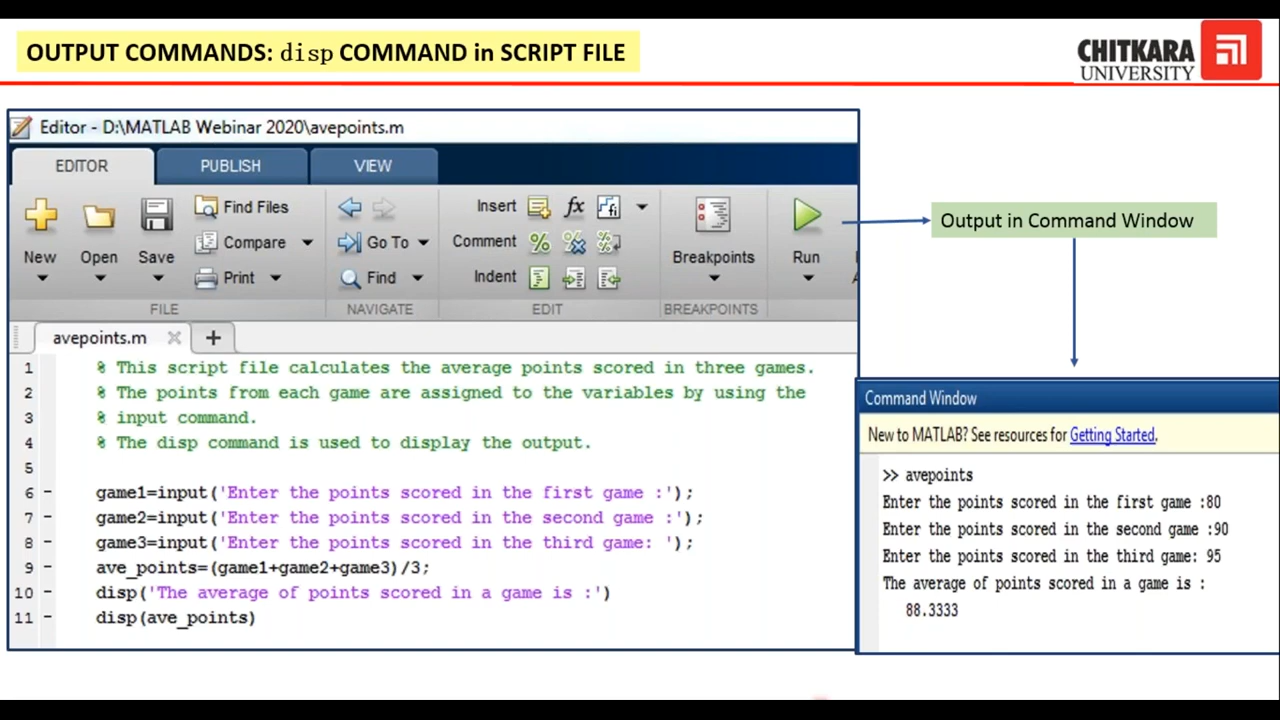 OUTPUT COMMANDS: disp COMMAND in SCRIPT FILE
CHITKARA
UNIVERSITY
Editor - D:\MATLAB Webinar 2020\avepoints.m
EDITOR PUBLISH VIEW
New
Open
Save
Find Files
Compare
Print
FILE
Go To
Find
NAVIGATE
Insert fx
Comment
Indent
EDIT
Breakpoints
BREAKPOINTS
Run
Output in Command Window
avepoints.m
1 % This script file calculates the average points scored in three games.
2 % The points from each game are assigned to the variables by using the
3 % input command.
4 % The disp command is used to display the output.
5
6 - game1=input('Enter the points scored in the first game :');
7 - game2=input('Enter the points scored in the second game :');
8 - game3=input('Enter the points scored in the third game: ');
9 - ave_points=(game1+game2+game3)/3;
10 - disp('The average of points scored in a game is :')
11 - disp(ave_points)
Command Window
New to MATLAB? See resources for Getting Started.
>> avepoints
Enter the points scored in the first game :80
Enter the points scored in the second game :90
Enter the points scored in the third game: 95
The average of points scored in a game is :
88.3333